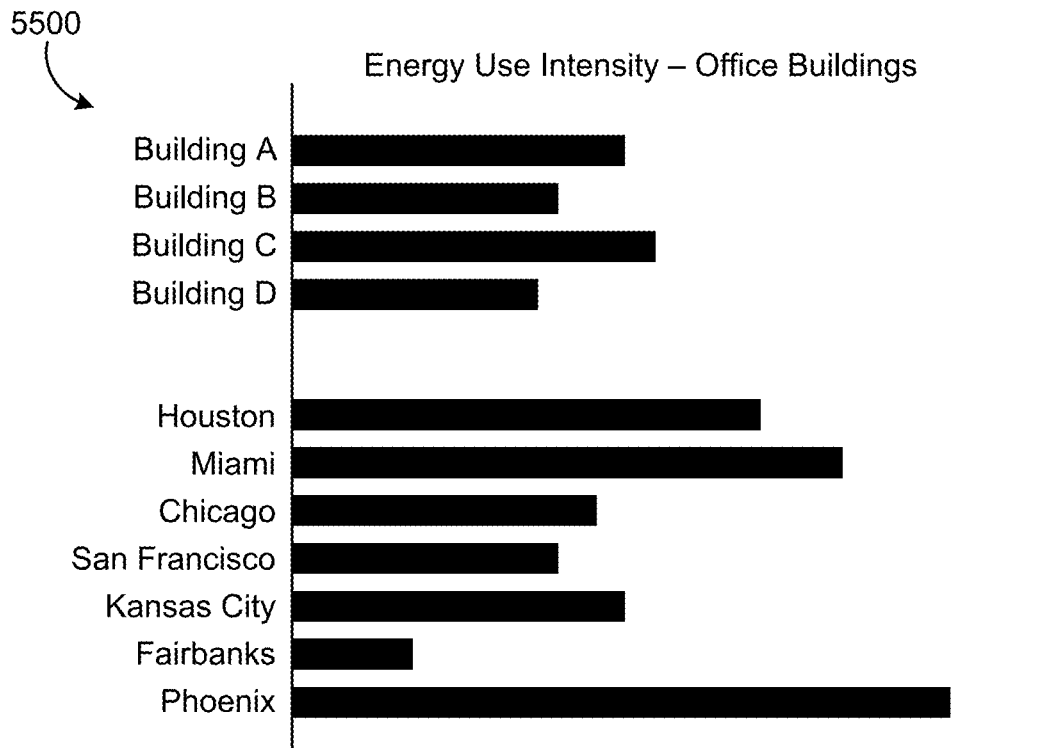 5500
Energy Use Intensity – Office Buildings
Building A
Building B
Building C
Building D
Houston
Miami
Chicago
San Francisco
Kansas City
Fairbanks
Phoenix